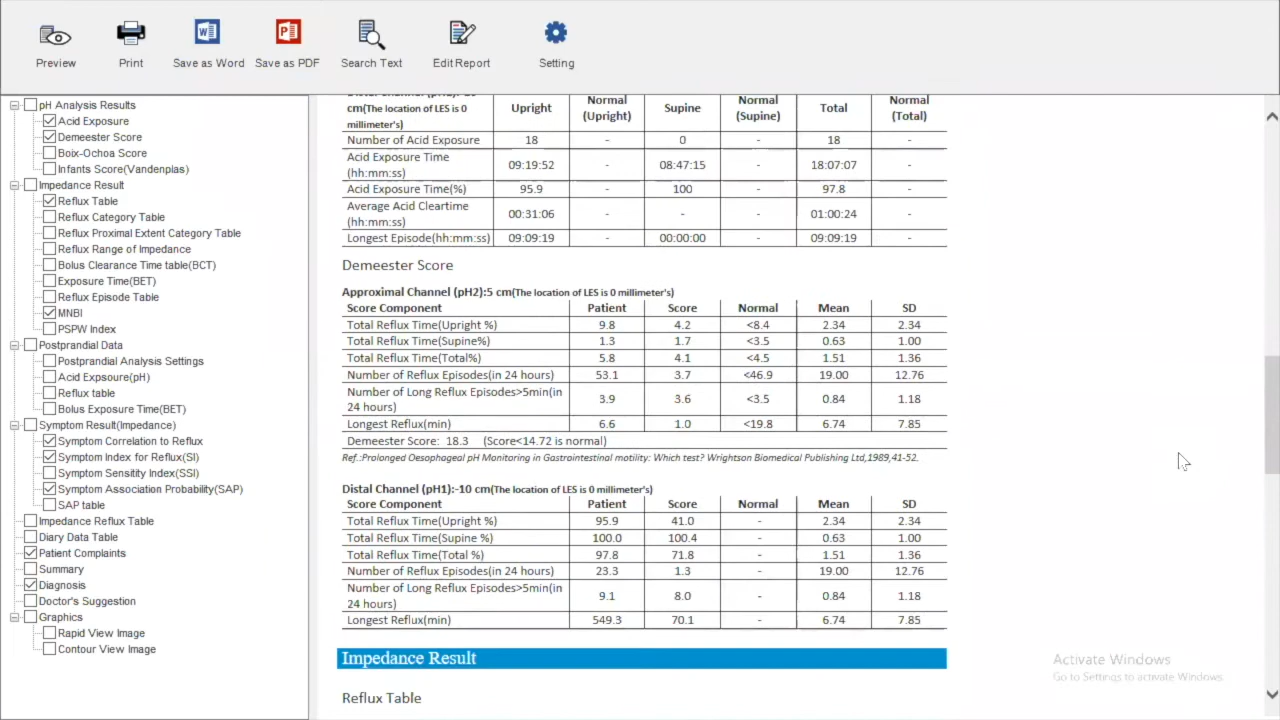 Preview
Print
Save as Word
Save as PDF
Search Text
Edit Report
Setting
pH Analysis Results
Acid Exposure
Demeester Score
Boix-Ochoa Score
Infants Score(Vandenplas)
Impedance Result
Reflux Table
Reflux Category Table
Reflux Proximal Extent Category Table
Reflux Range of Impedance
Bolus Clearance Time table(BCT)
Exposure Time(BET)
Reflux Episode Table
MNBI
PSPW Index
Postprandial Data
Postprandial Analysis Settings
Acid Expsoure(pH)
Reflux table
Bolus Exposure Time(BET)
Symptom Result(Impedance)
Symptom Correlation to Reflux
Symptom Index for Reflux(SI)
Symptom Sensity Index(SSI)
Symptom Association Probability(SAP)
SAP table
Impedance Reflux Table
Diary Data Table
Patient Complaints
Summary
Diagnosis
Doctor's Suggestion
Graphics
Rapid View Image
Contour View Image
cm(The location of LES is 0 millimeter's) Upright Normal (Upright) Supine Normal (Supine) Total Normal (Total)
Number of Acid Exposure 18 - 0 - 18 -
Acid Exposure Time (hh:mm:ss) 09:19:52 - 08:47:15 - 18:07:07 -
Acid Exposure Time(%) 95.9 - 100 - 97.8 -
Average Acid Cleartime (hh:mm:ss) 00:31:06 - - - 01:00:24 -
Longest Episode(hh:mm:ss) 09:09:19 - 00:00:00 - 09:09:19 -
Demeester Score
Approximal Channel (pH2):5 cm(The location of LES is 0 millimeter's)
Score Component Patient Score Normal Mean SD
Total Reflux Time(Upright %) 9.8 4.2 <8.4 2.34 2.34
Total Reflux Time(Supine%) 1.3 1.7 <3.5 0.63 1.00
Total Reflux Time(Total%) 5.8 4.1 <4.5 1.51 1.36
Number of Reflux Episodes(in 24 hours) 53.1 3.7 <46.9 19.00 12.76
Number of Long Reflux Episodes>5min(in 24 hours) 3.9 3.6 <3.5 0.84 1.18
Longest Reflux(min) 6.6 1.0 <19.8 6.74 7.85
Demeester Score: 18.3 (Score<14.72 is normal)
Ref.:Prolonged Oesophageal pH Monitoring in Gastrointestinal motility: Which test? Wrightson Biomedical Publishing Ltd,1989,41-52.
Distal Channel (pH1):-10 cm(The location of LES is 0 millimeter's)
Score Component Patient Score Normal Mean SD
Total Reflux Time(Upright %) 95.9 41.0 - 2.34 2.34
Total Reflux Time(Supine %) 100.0 100.4 - 0.63 1.00
Total Reflux Time(Total %) 97.8 71.8 - 1.51 1.36
Number of Reflux Episodes(in 24 hours) 23.3 1.3 - 19.00 12.76
Number of Long Reflux Episodes>5min(in 24 hours) 9.1 8.0 - 0.84 1.18
Longest Reflux(min) 549.3 70.1 - 6.74 7.85
Impedance Result
Reflux Table
Activate Windows
Go to Settings to activate Windows.